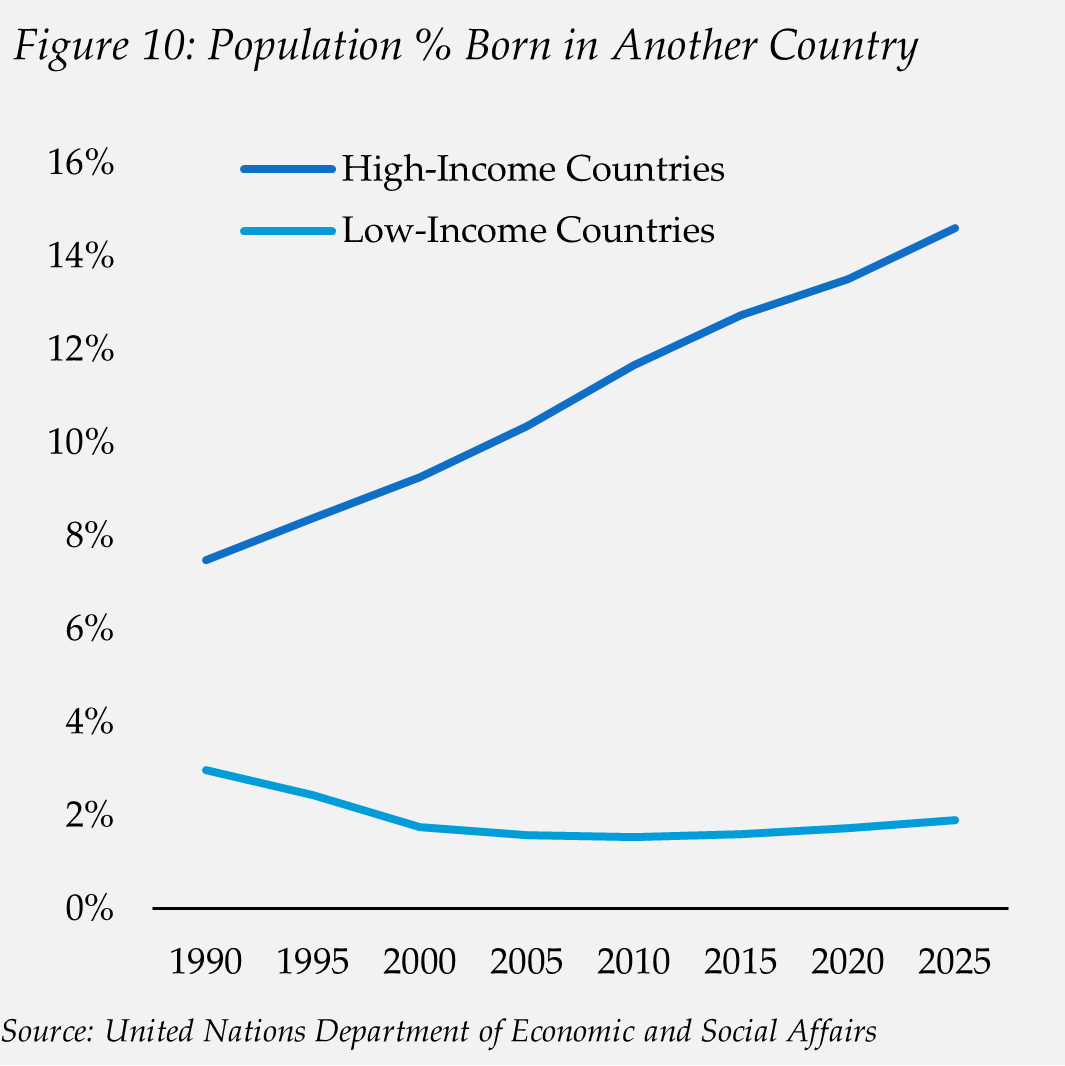 Figure 10: Population % Born in Another Country
16%
High-Income Countries
Low-Income Countries
14%
12%
10%
8%
6%
4%
2%
0%
1990 1995 2000 2005 2010 2015 2020 2025
Source: United Nations Department of Economic and Social Affairs